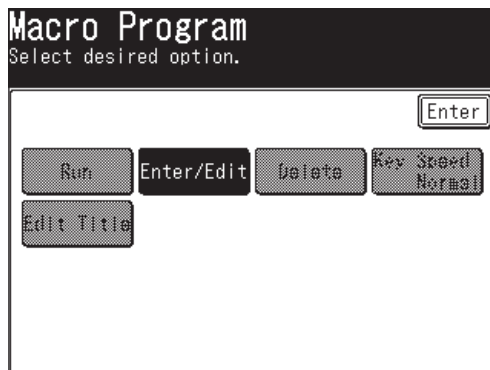 Macro Program
Select desired option.
Enter
Run Enter/Edit Delete Key Speed
Normal
Edit Title